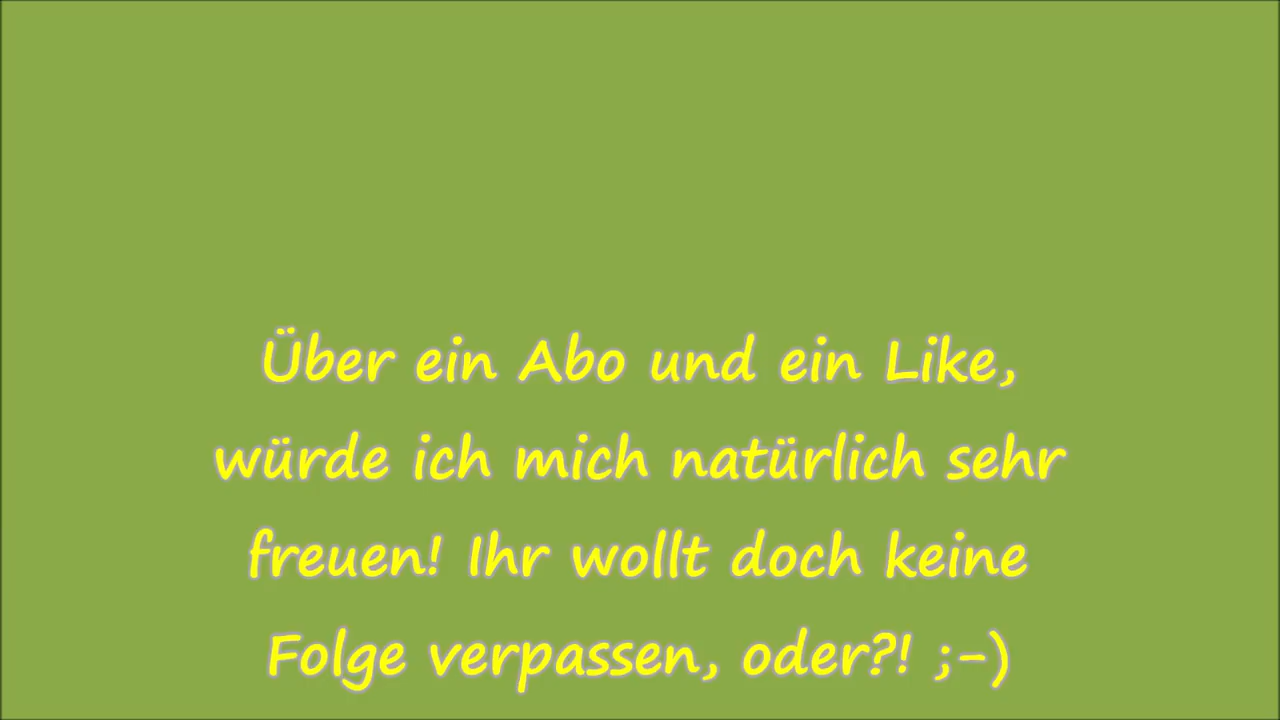 Über ein Abo und ein Like,
würde ich mich natürlich sehr
freuen! Ihr wollt doch keine
Folge verpassen, oder?! ;-)